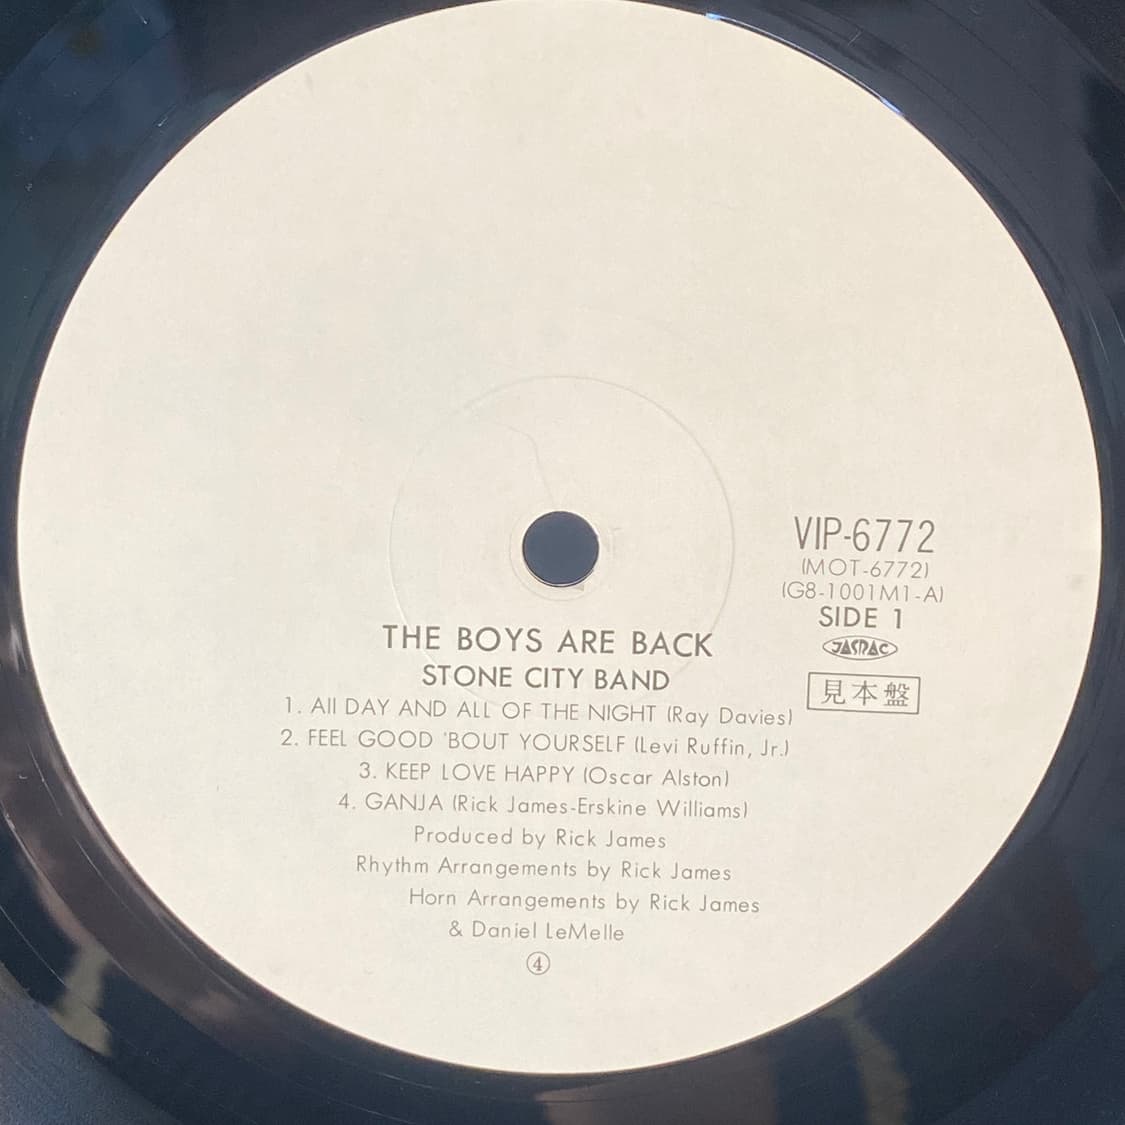 VIP-6772
(MOT-6772)
(G8-1001M1-A)
SIDE 1
JASRAC
見本盤
THE BOYS ARE BACK
STONE CITY BAND
1. All DAY AND ALL OF THE NIGHT (Ray Davies)
2. FEEL GOOD 'BOUT YOURSELF (Levi Ruffin, Jr.)
3. KEEP LOVE HAPPY (Oscar Alston)
4. GANJA (Rick James-Erskine Williams)
Produced by Rick James
Rhythm Arrangements by Rick James
Horn Arrangements by Rick James
& Daniel LeMelle
④